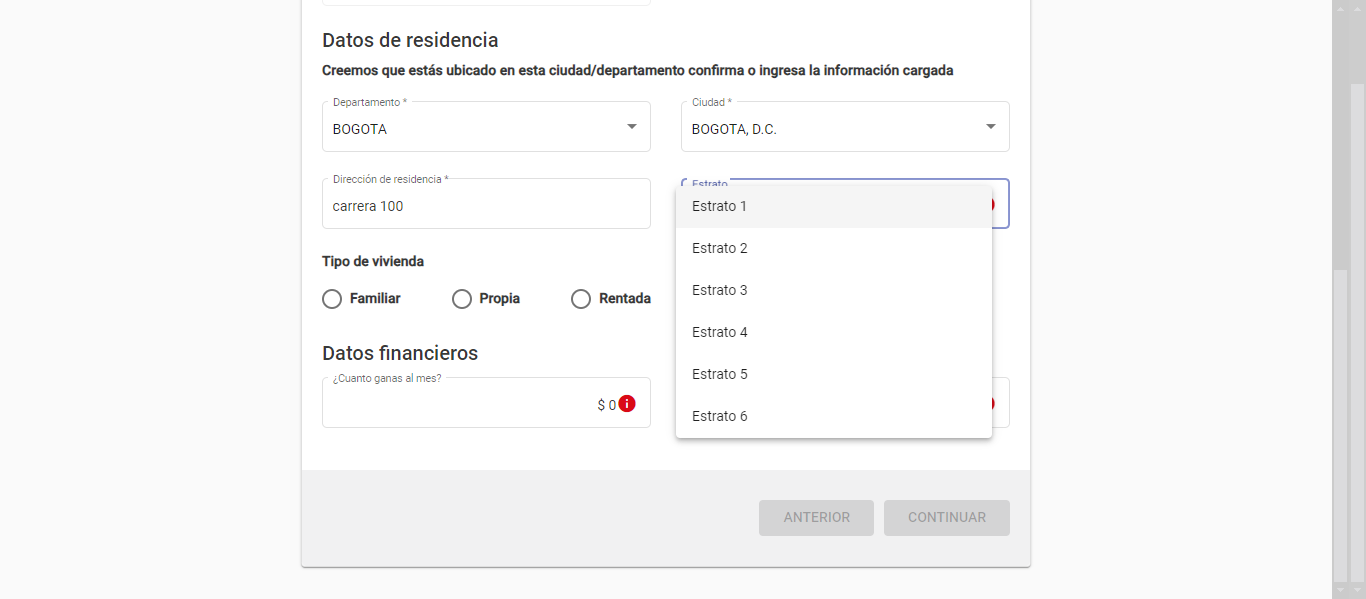 Datos de residencia
Creemos que estás ubicado en esta ciudad/departamento confirma o ingresa la información cargada
Departamento *
BOGOTA
Ciudad *
BOGOTA, D.C.
Dirección de residencia *
carrera 100
Estrato
Estrato 1
Estrato 2
Estrato 3
Estrato 4
Estrato 5
Estrato 6
Tipo de vivienda
Familiar
Propia
Rentada
Datos financieros
¿Cuanto ganas al mes?
$ 0
ANTERIOR
CONTINUAR